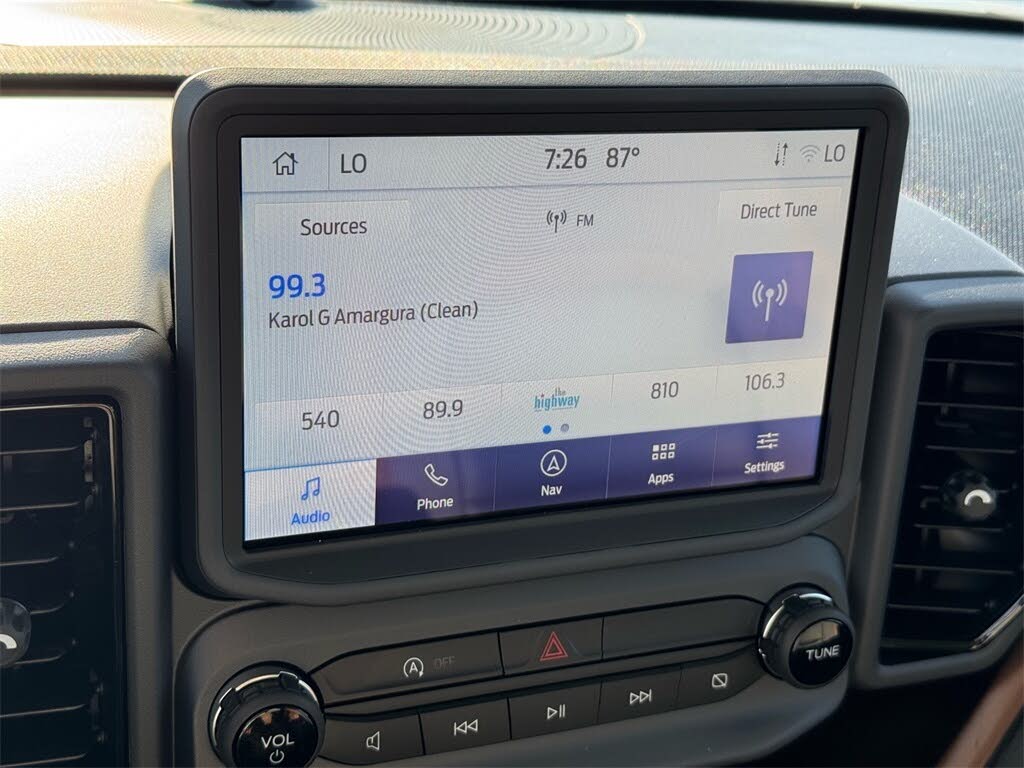 LO 7:26 87° LO
Sources FM Direct Tune
99.3
Karol G Amargura (Clean)
540 89.9 the highway 810 106.3
Audio Phone Nav Apps Settings
A OFF
VOL TUNE